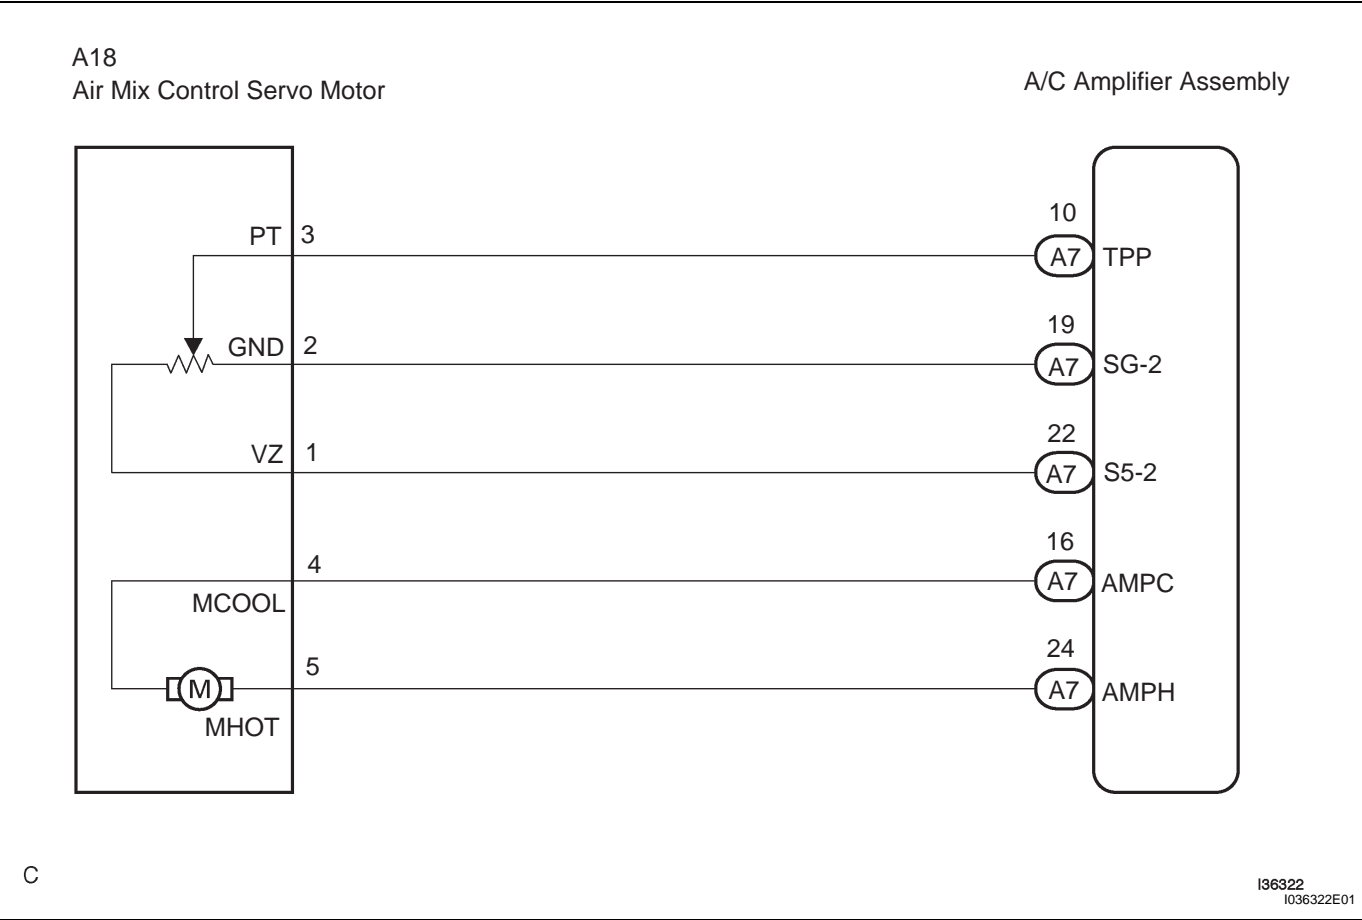 A18
Air Mix Control Servo Motor
A/C Amplifier Assembly
PT 3
10
A7 TPP
GND 2
19
A7 SG-2
VZ 1
22
A7 S5-2
4
MCOOL
16
A7 AMPC
5
M
MHOT
24
A7 AMPH
C
I36322
I036322E01